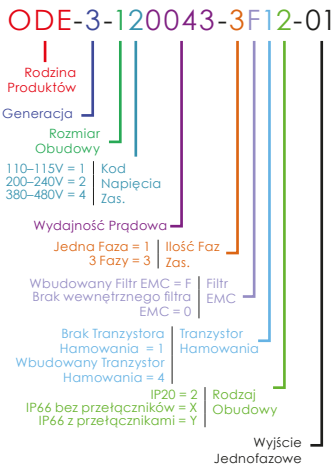 ODE-3-120043-3F12-01
Rodzina
Produktów
Generacja
Rozmiar
Obudowy
110–115V = 1
200–240V = 2
380–480V = 4
Kod
Napięcia
Zas.
Wydajność Prądowa
Jedna Faza = 1
3 Fazy = 3
Ilość Faz
Zas.
Wbudowany Filtr EMC = F
Brak wewnętrznego filtra
EMC = 0
Filtr
EMC
Brak Tranzystora
Hamowania = 1
Wbudowany Tranzystor
Hamowania = 4
Tranzystor
Hamowania
IP20 = 2
IP66 bez przełączników = X
IP66 z przełącznikami = Y
Rodzaj
Obudowy
Wyjście
Jednofazowe